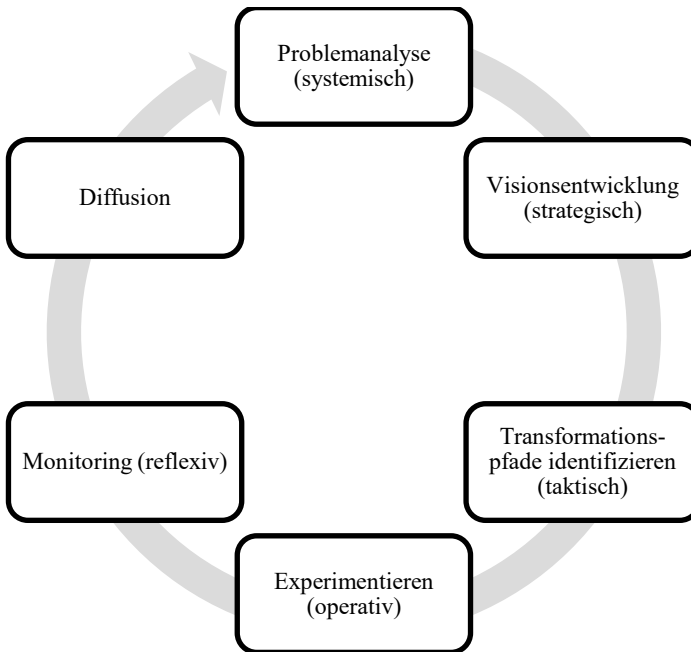 Problemanalyse
(systemisch)
Visionsentwicklung
(strategisch)
Transformations-
pfade identifizieren
(taktisch)
Experimentieren
(operativ)
Monitoring (reflexiv)
Diffusion